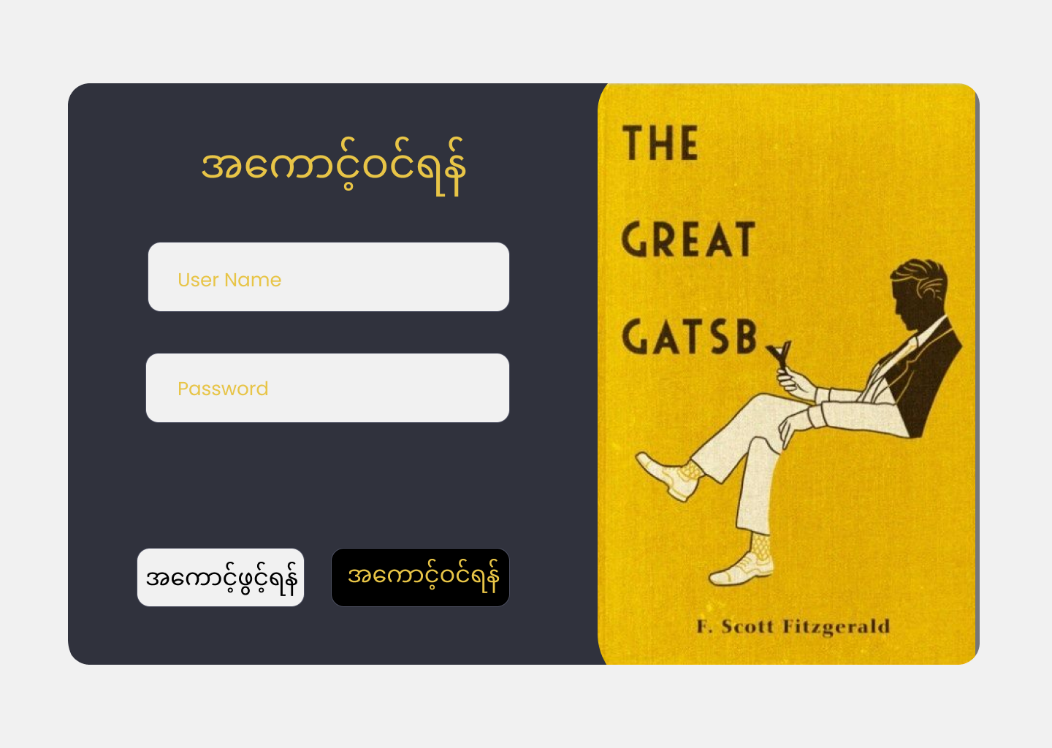 အကောင့်ဝင်ရန်
User Name
Password
အကောင့်ဖွင့်ရန်
အကောင့်ဝင်ရန်
THE
GREAT
GATSBY
F. Scott Fitzgerald